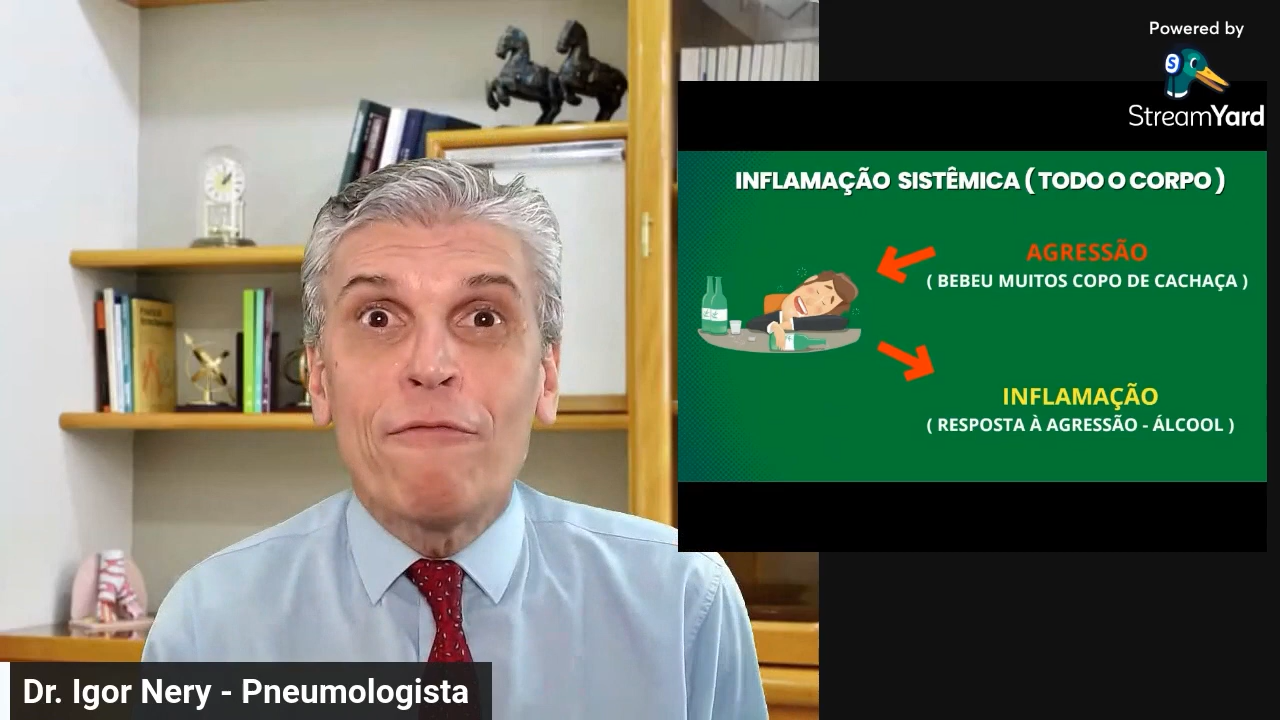 Powered by
StreamYard
INFLAMAÇÃO SISTÊMICA ( TODO O CORPO )
AGRESSÃO
( BEBEU MUITOS COPO DE CACHAÇA )
INFLAMAÇÃO
( RESPOSTA À AGRESSÃO - ÁLCOOL )
Dr. Igor Nery - Pneumologista